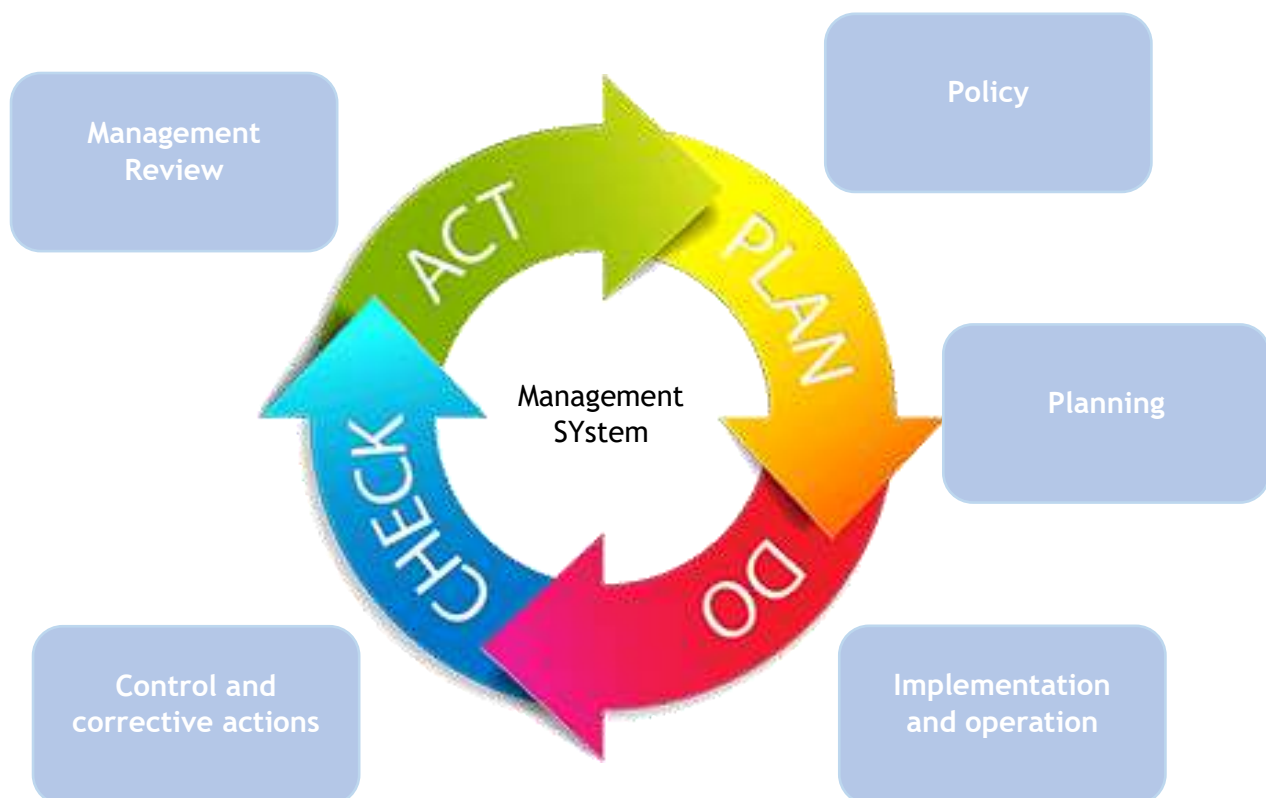 Policy
Management
Review
ACT
PLAN
Management
SYstem
Planning
CHECK
DO
Control and
corrective actions
Implementation
and operation